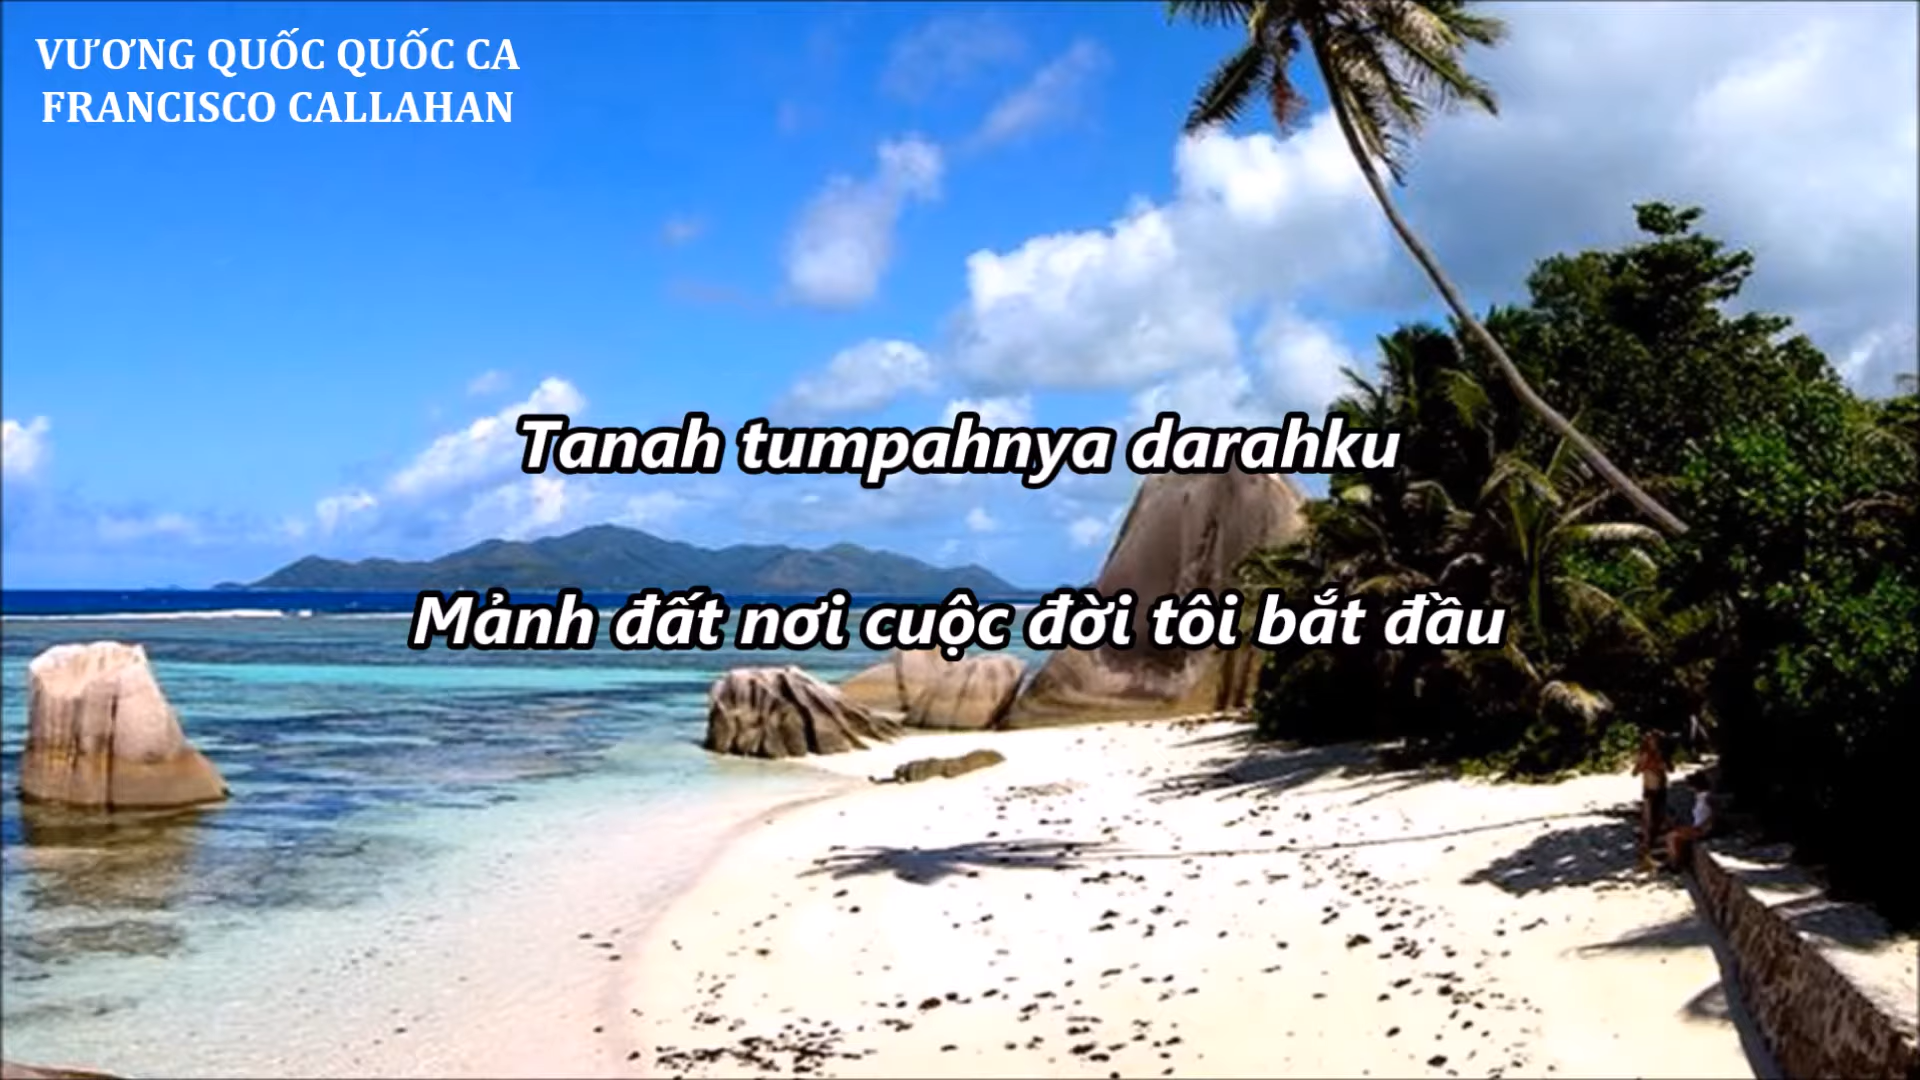 VƯƠNG QUỐC QUỐC CA
FRANCISCO CALLAHAN
Tanah tumpahnya darahku
Mảnh đất nơi cuộc đời tôi bắt đầu